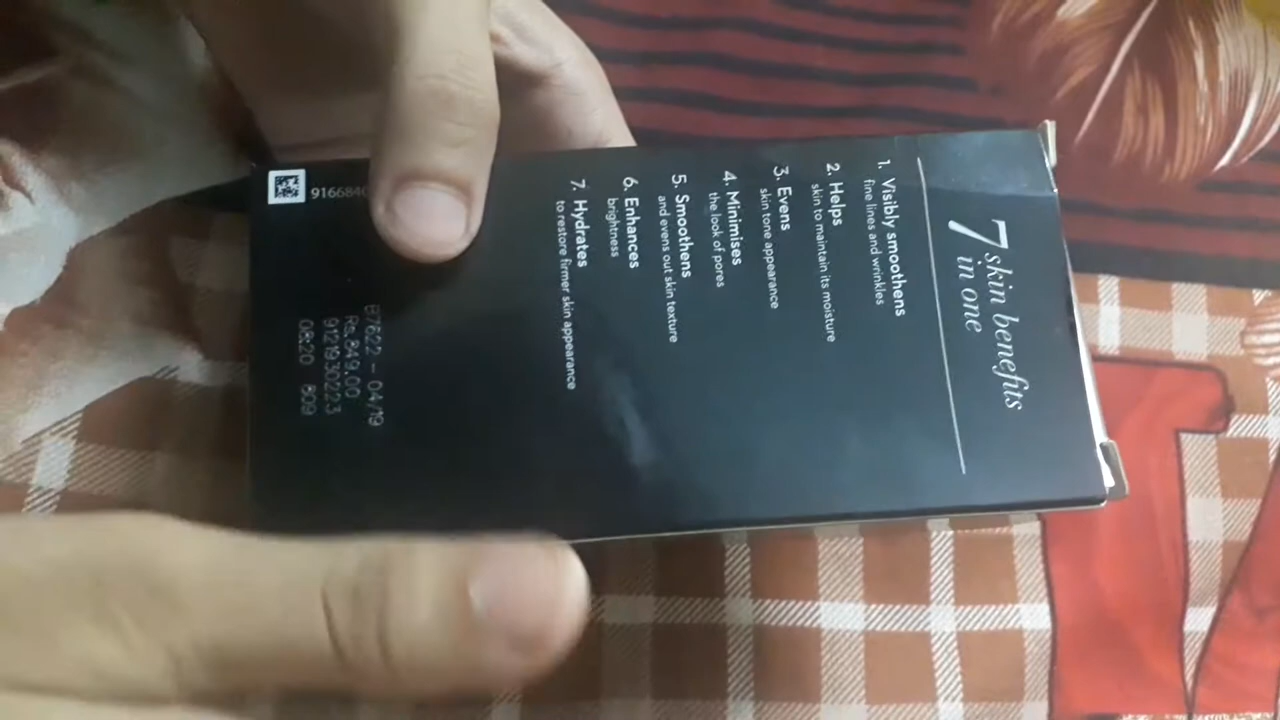 7 skin benefits
in one
1. Visibly smoothens
fine lines and wrinkles
2. Helps
skin to maintain its moisture
3. Evens
skin tone appearance
4. Minimises
the look of pores
5. Smoothens
and evens out skin texture
6. Enhances
brightness
7. Hydrates
to restore firmer skin appearance
B7622 - 04/19
Rs.849.00
9121930223
08:20 809